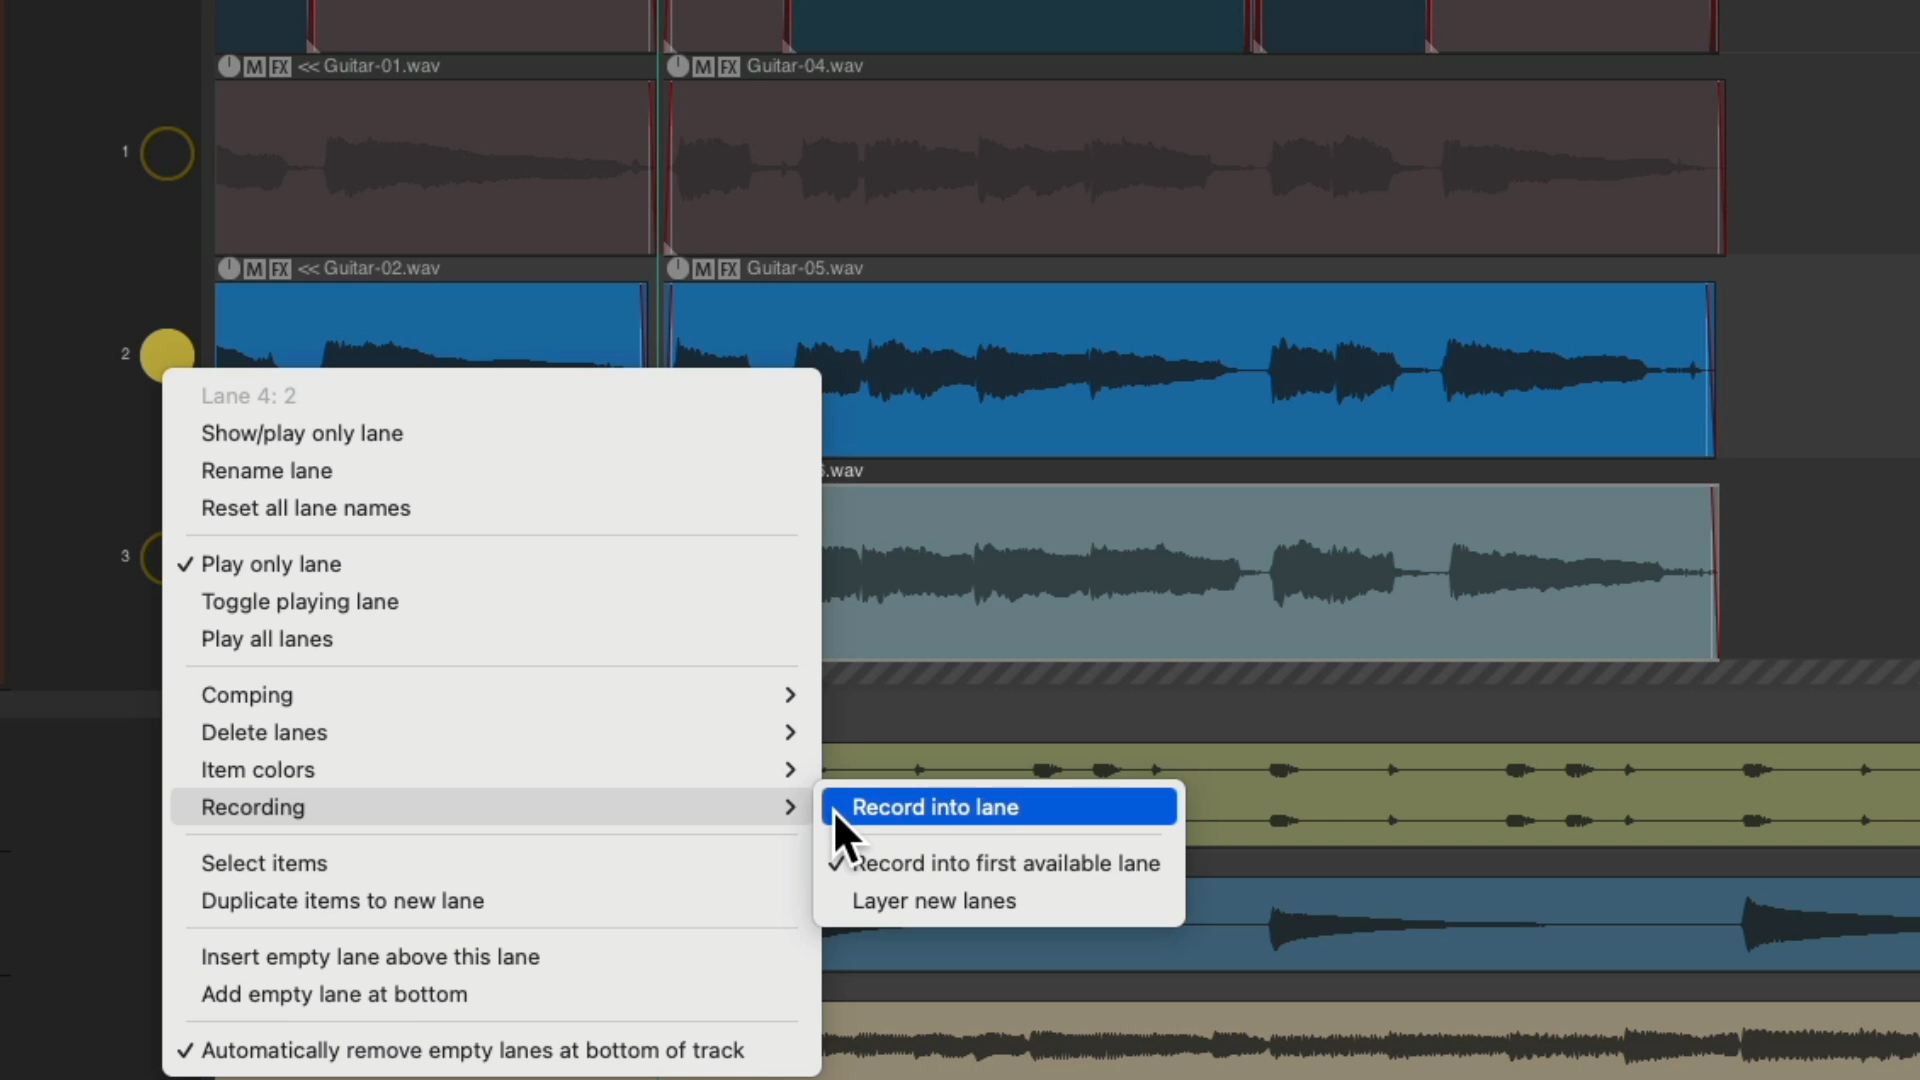 M FX << Guitar-01.wav
M FX Guitar-04.wav
1
M FX << Guitar-02.wav
M FX Guitar-05.wav
2
Lane 4: 2
Show/play only lane
Rename lane
.wav
Reset all lane names
3
✓ Play only lane
Toggle playing lane
Play all lanes
Comping
Delete lanes
Item colors
Recording
Record into lane
Select items
✓ Record into first available lane
Duplicate items to new lane
Layer new lanes
Insert empty lane above this lane
Add empty lane at bottom
✓ Automatically remove empty lanes at bottom of track